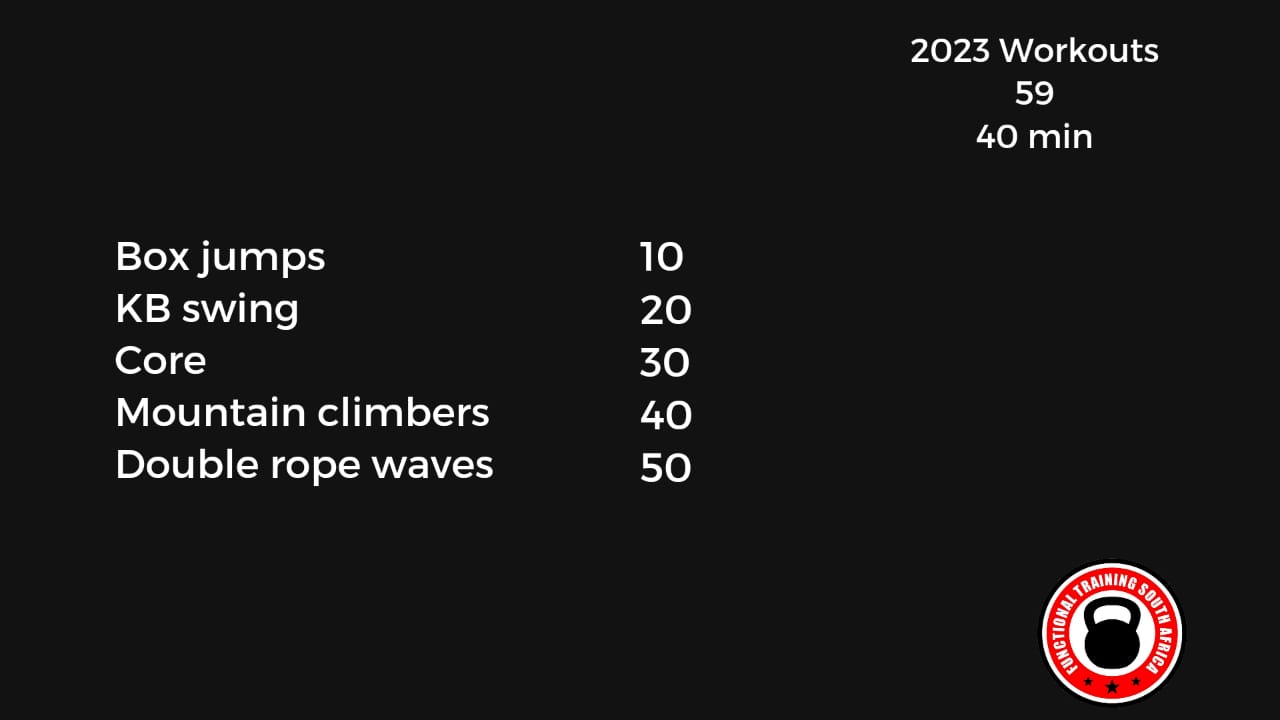 2023 Workouts
59
40 min
Box jumps 10
KB swing 20
Core 30
Mountain climbers 40
Double rope waves 50
FUNCTIONAL TRAINING SOUTH AFRICA